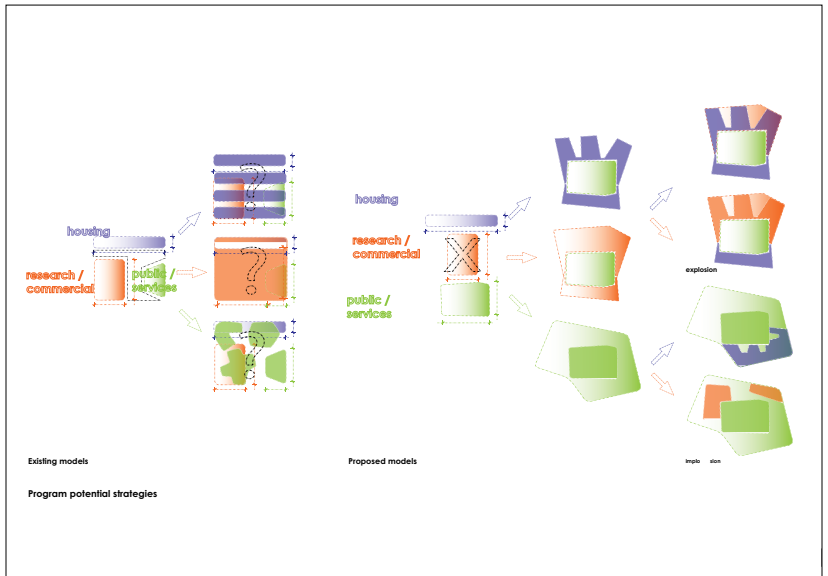 housing
research /
commercial
public /
services
?
?
?
Existing models
Program potential strategies
housing
research /
commercial
X
public /
services
Proposed models
explosion
implo sion